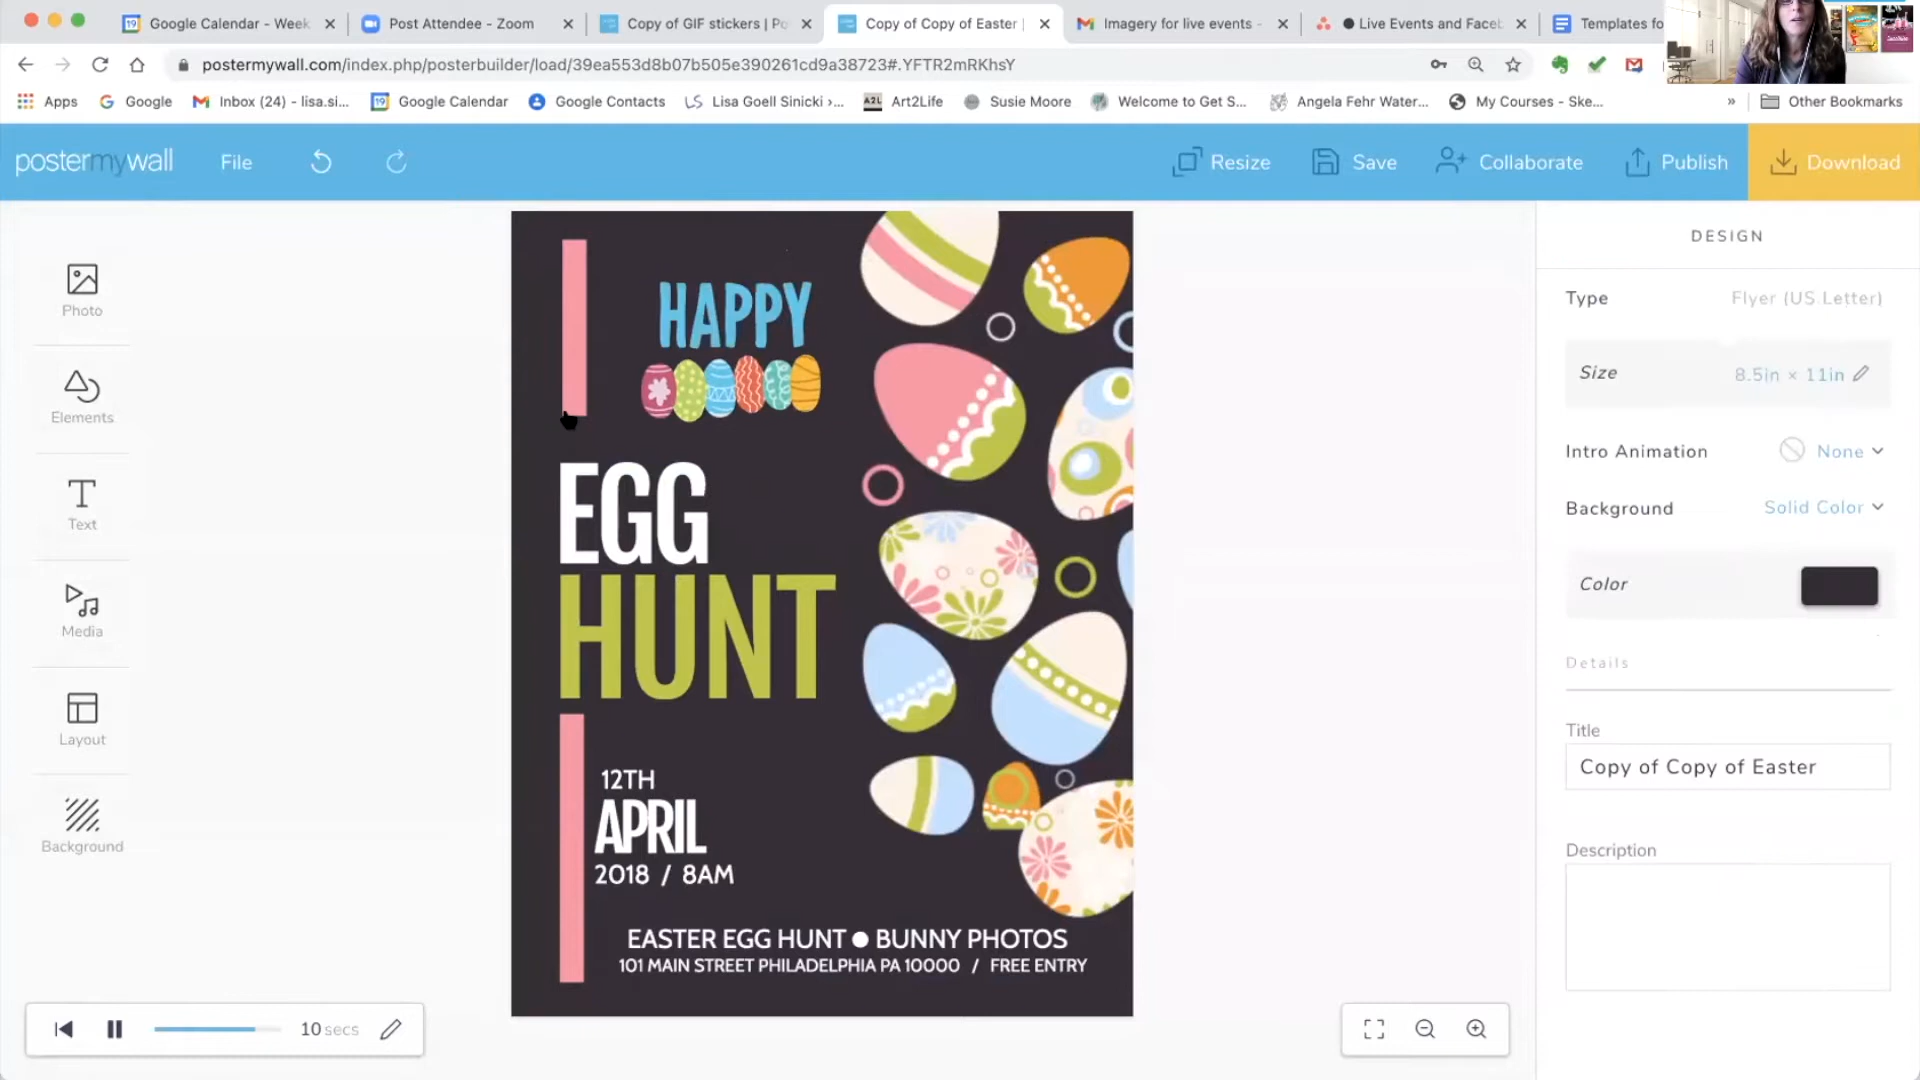 Google Calendar - Week
Post Attendee - Zoom
Copy of GIF stickers | Po
Copy of Copy of Easter |
Imagery for live events -
● Live Events and Faceb
Templates fo
postermywall.com/index.php/posterbuilder/load/39ea553d8b07b505e390261cd9a38723#.YFTR2mRKhsY
Apps
Google
Inbox (24) - lisa.si...
Google Calendar
Google Contacts
Lisa Goell Sinicki ›...
Art2Life
Susie Moore
Welcome to Get S...
Angela Fehr Water...
My Courses - Ske...
»
Other Bookmarks
postermywall
File
Resize
Save
Collaborate
Publish
Download
Photo
Elements
Text
Media
Layout
Background
HAPPY
EGG
HUNT
12TH
APRIL
2018 / 8AM
EASTER EGG HUNT ● BUNNY PHOTOS
101 MAIN STREET PHILADELPHIA PA 10000 / FREE ENTRY
10 secs
DESIGN
Type
Flyer (US Letter)
Size
8.5in × 11in
Intro Animation
None
Background
Solid Color
Color
Details
Title
Copy of Copy of Easter
Description